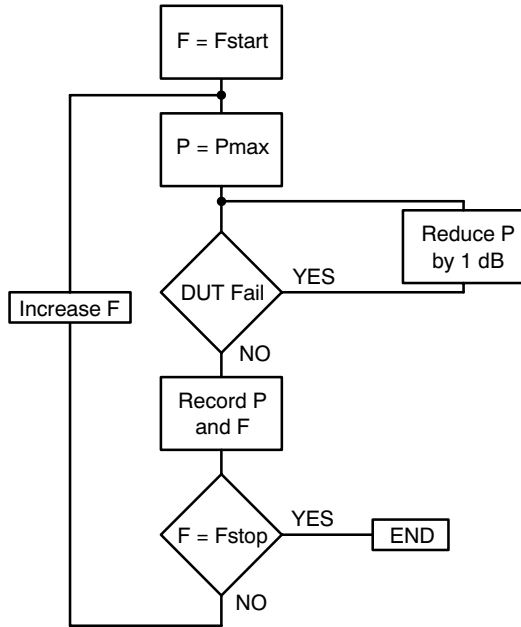 F = Fstart
P = Pmax
Reduce P
by 1 dB
DUT Fail
YES
Increase F
NO
Record P
and F
F = Fstop
YES
END
NO